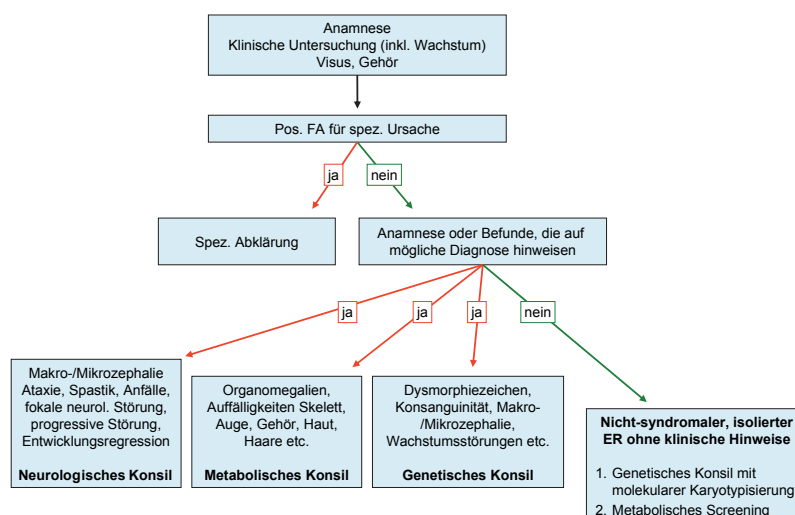 Anamnese
Klinische Untersuchung (inkl. Wachstum)
Visus, Gehör
Pos. FA für spez. Ursache
ja
nein
Spez. Abklärung
Anamnese oder Befunde, die auf
mögliche Diagnose hinweisen
ja
ja
ja
nein
Makro-/Mikrozephalie
Ataxie, Spastik, Anfälle,
fokale neurol. Störung,
progressive Störung,
Entwicklungsregression
Neurologisches Konsil
Organomegalien,
Auffälligkeiten Skelett,
Auge, Gehör, Haut,
Haare etc.
Metabolisches Konsil
Dysmorphiezeichen,
Konsanguinität, Makro-
/Mikrozephalie,
Wachstumsstörungen etc.
Genetisches Konsil
Nicht-syndromaler, isolierter
ER ohne klinische Hinweise
1. Genetisches Konsil mit
molekularer Karyotypisierung
2. Metabolisches Screening